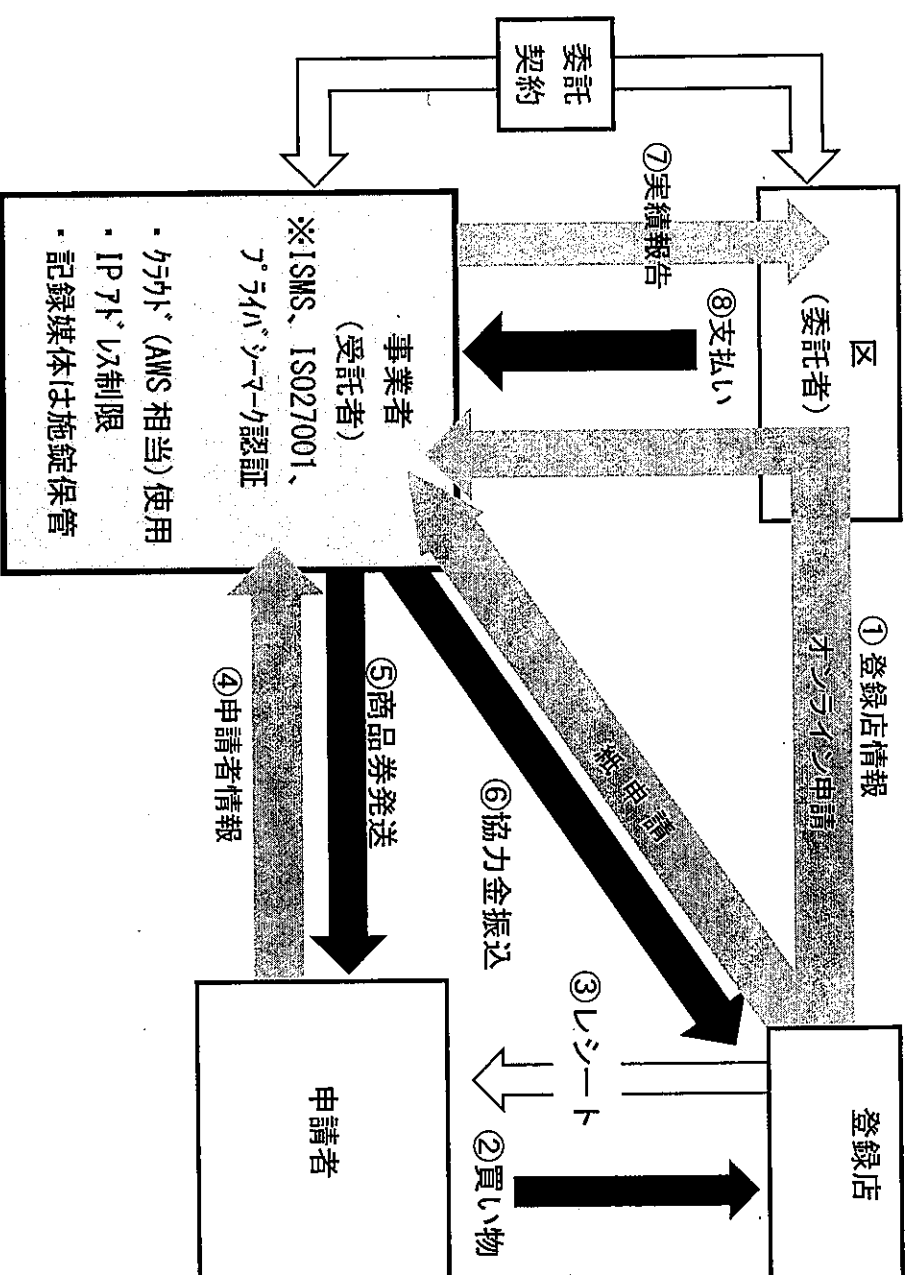 区
(委託者)
登録店
①登録店情報
オンライン申請
委託
契約
⑦実績報告
⑧支払い
紙申請
⑥協力金振込
③レシート
②買い物
事業者
(受託者)
※ISMS、ISO27001、
プライバシーマーク認証
・クラウド(AWS相当)使用
・IPアドレス制限
・記録媒体は施錠保管
⑤商品券発送
④申請者情報
申請者